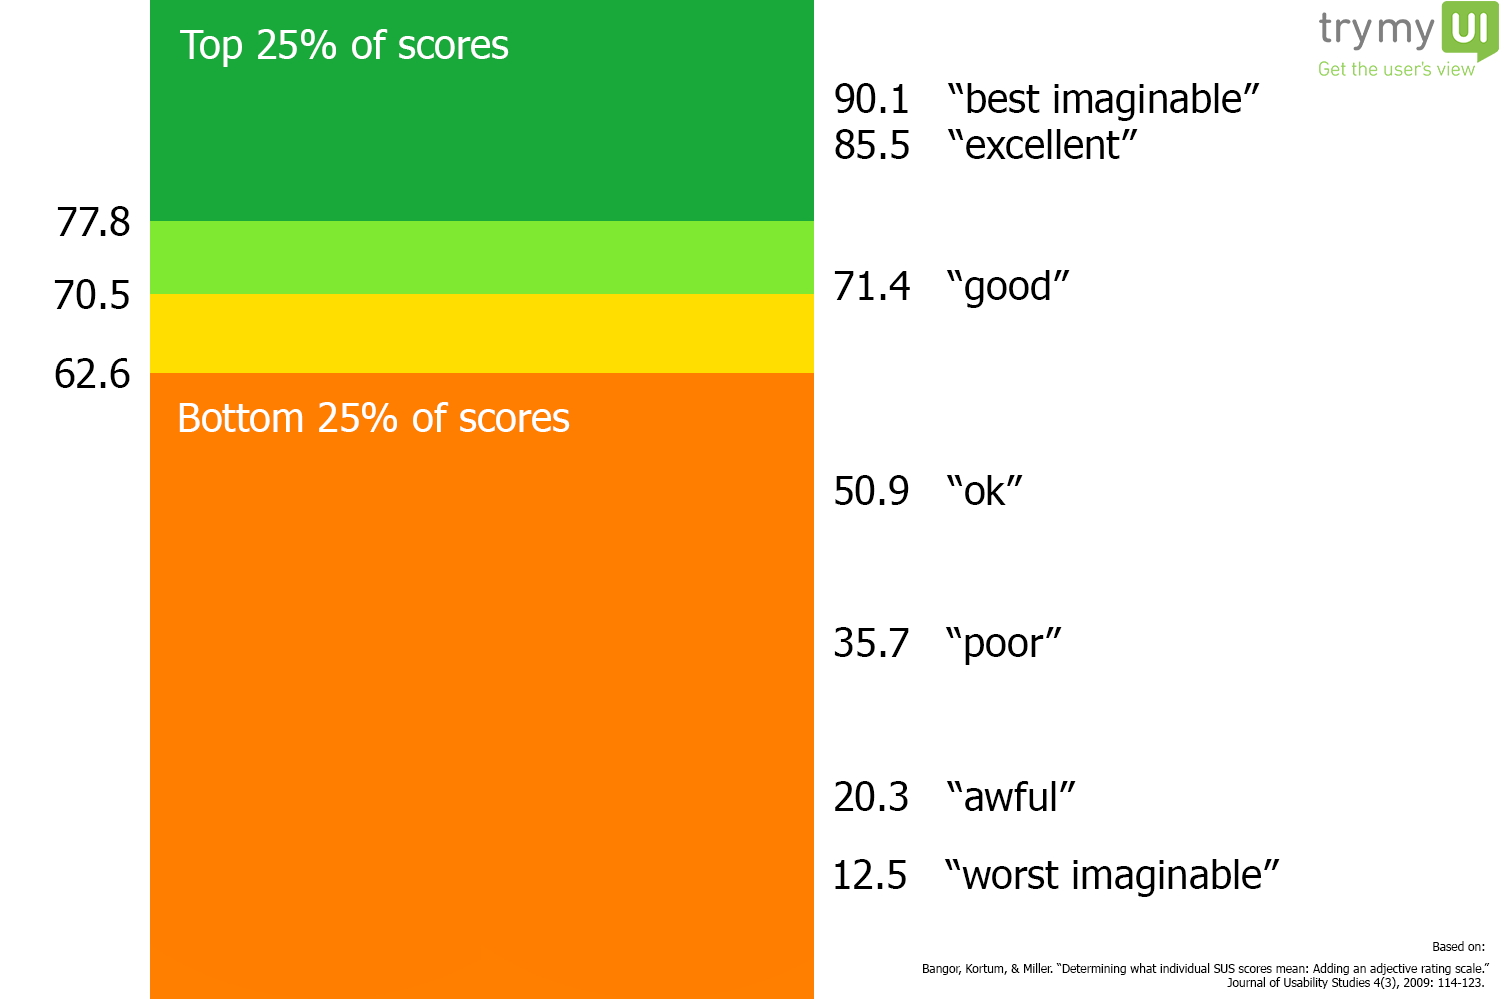 Top 25% of scores
trymyUI
Get the user's view
90.1 “best imaginable”
85.5 “excellent”
77.8
70.5
71.4 “good”
62.6
Bottom 25% of scores
50.9 “ok”
35.7 “poor”
20.3 “awful”
12.5 “worst imaginable”
Based on:
Bangor, Kortum, & Miller. “Determining what individual SUS scores mean: Adding an adjective rating scale.”
Journal of Usability Studies 4(3), 2009: 114-123.